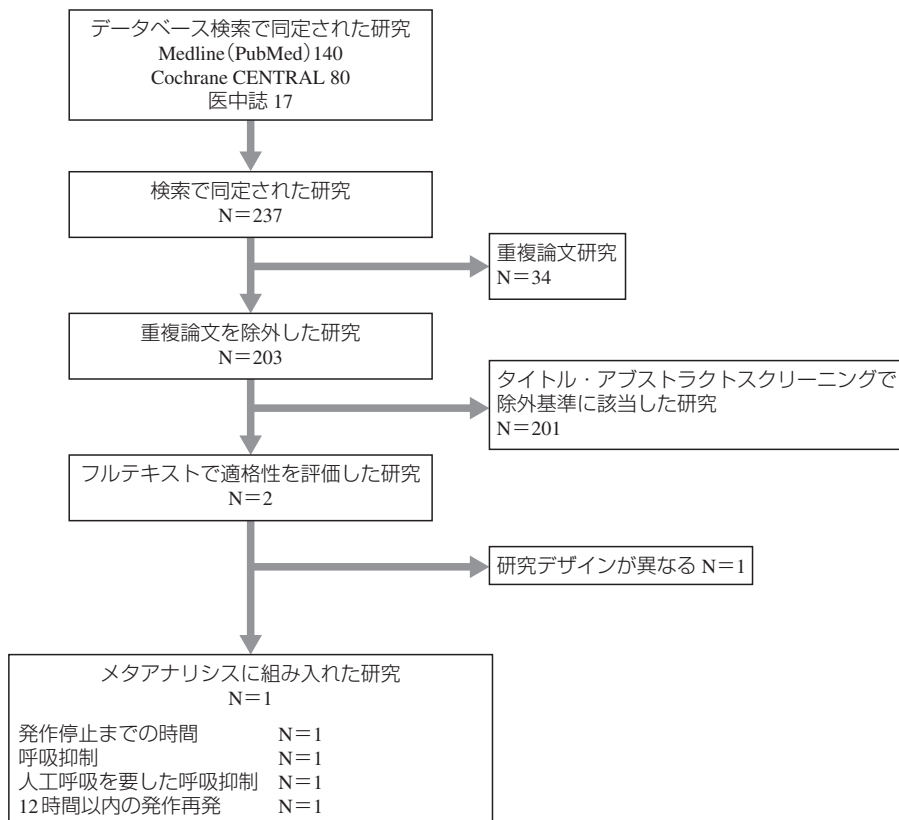 データベース検索で同定された研究
Medline(PubMed)140
Cochrane CENTRAL 80
医中誌 17
検索で同定された研究
N＝237
重複論文研究
N＝34
重複論文を除外した研究
N＝203
タイトル・アブストラクトスクリーニングで
除外基準に該当した研究
N＝201
フルテキストで適格性を評価した研究
N＝2
研究デザインが異なる N＝1
メタアナリシスに組み入れた研究
N＝1
発作停止までの時間 N＝1
呼吸抑制 N＝1
人工呼吸を要した呼吸抑制 N＝1
12時間以内の発作再発 N＝1